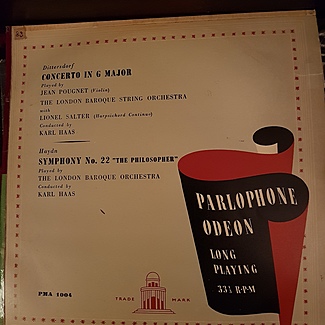 82
Dittersdorf
CONCERTO IN G MAJOR
Played by
JEAN POUGNET (Violin)
THE LONDON BAROQUE STRING ORCHESTRA
with
LIONEL SALTER (Harpsichord Continuo)
Conducted by
KARL HAAS
Haydn
SYMPHONY No. 22 "THE PHILOSOPHER"
Played by
THE LONDON BAROQUE ORCHESTRA
Conducted by
KARL HAAS
PARLOPHONE
ODEON
LONG
PLAYING
33⅓ R·P·M
PMA 1004
TRADE MARK